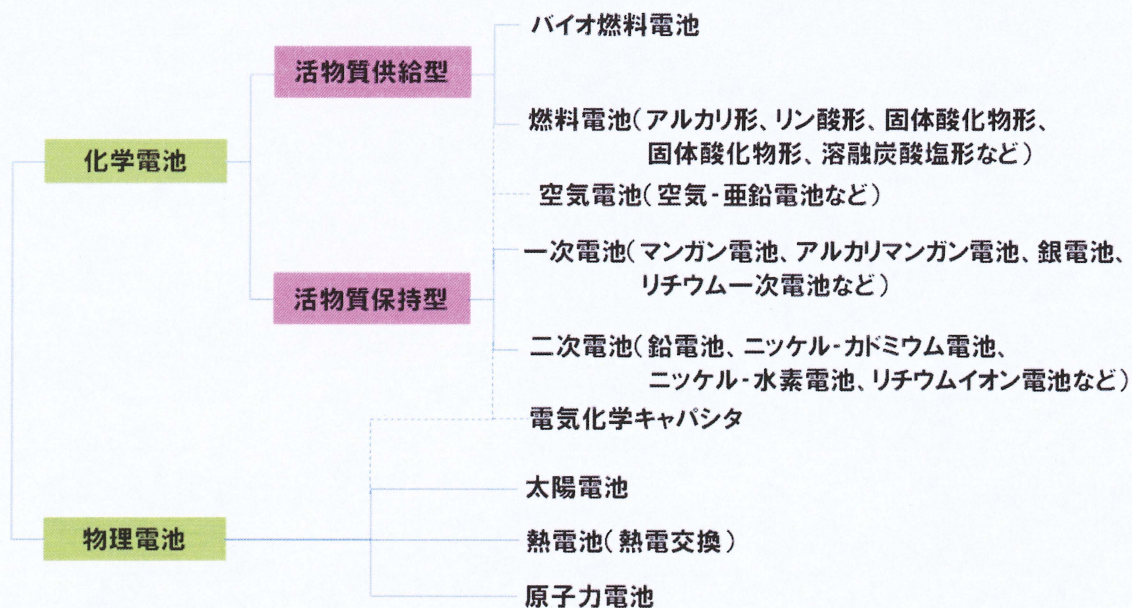 バイオ燃料電池
活物質供給型
燃料電池(アルカリ形、リン酸形、固体酸化物形、
固体酸化物形、溶融炭酸塩形など)
化学電池
空気電池(空気-亜鉛電池など)
一次電池(マンガン電池、アルカリマンガン電池、銀電池、
リチウム一次電池など)
活物質保持型
二次電池(鉛電池、ニッケル-カドミウム電池、
ニッケル-水素電池、リチウムイオン電池など)
電気化学キャパシタ
太陽電池
物理電池
熱電池(熱電交換)
原子力電池